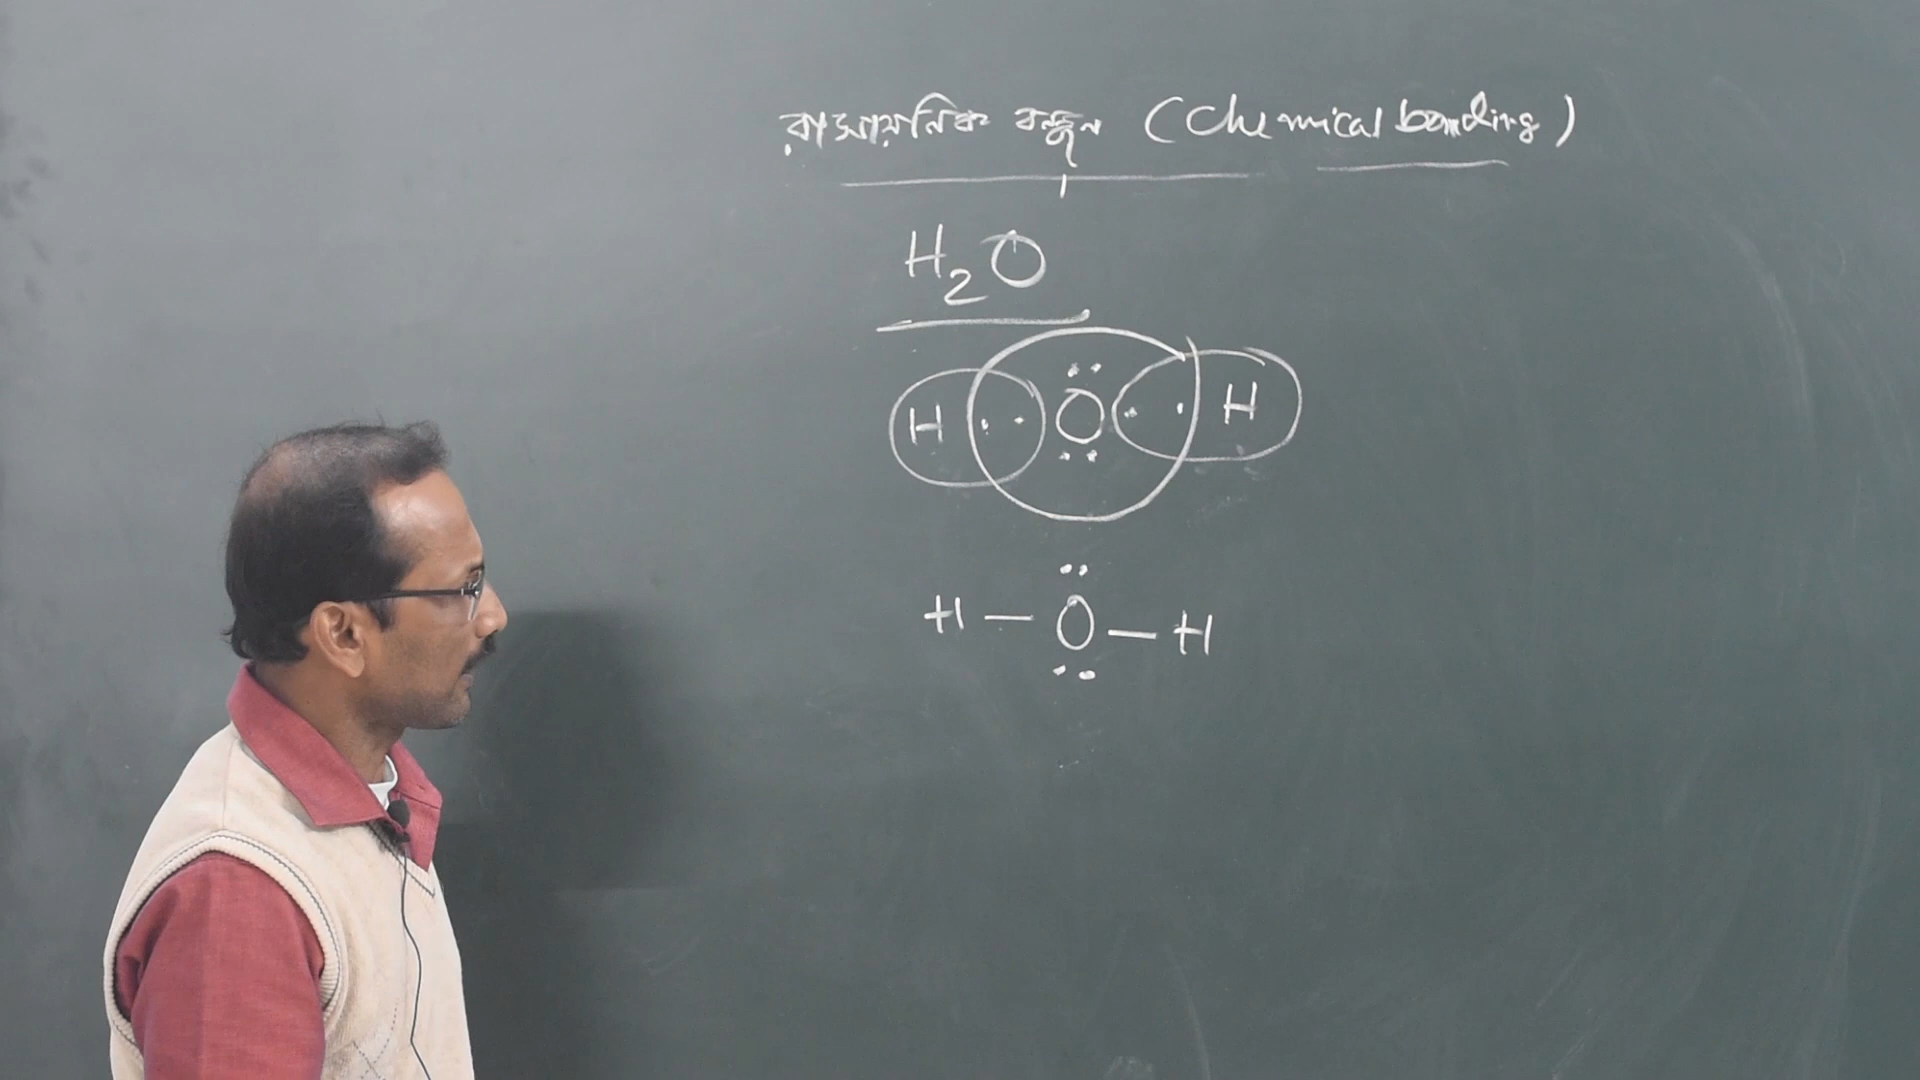 রাসায়নিক বন্ধন (Chemical bonding)
H₂O
H : O : H
H — O — H